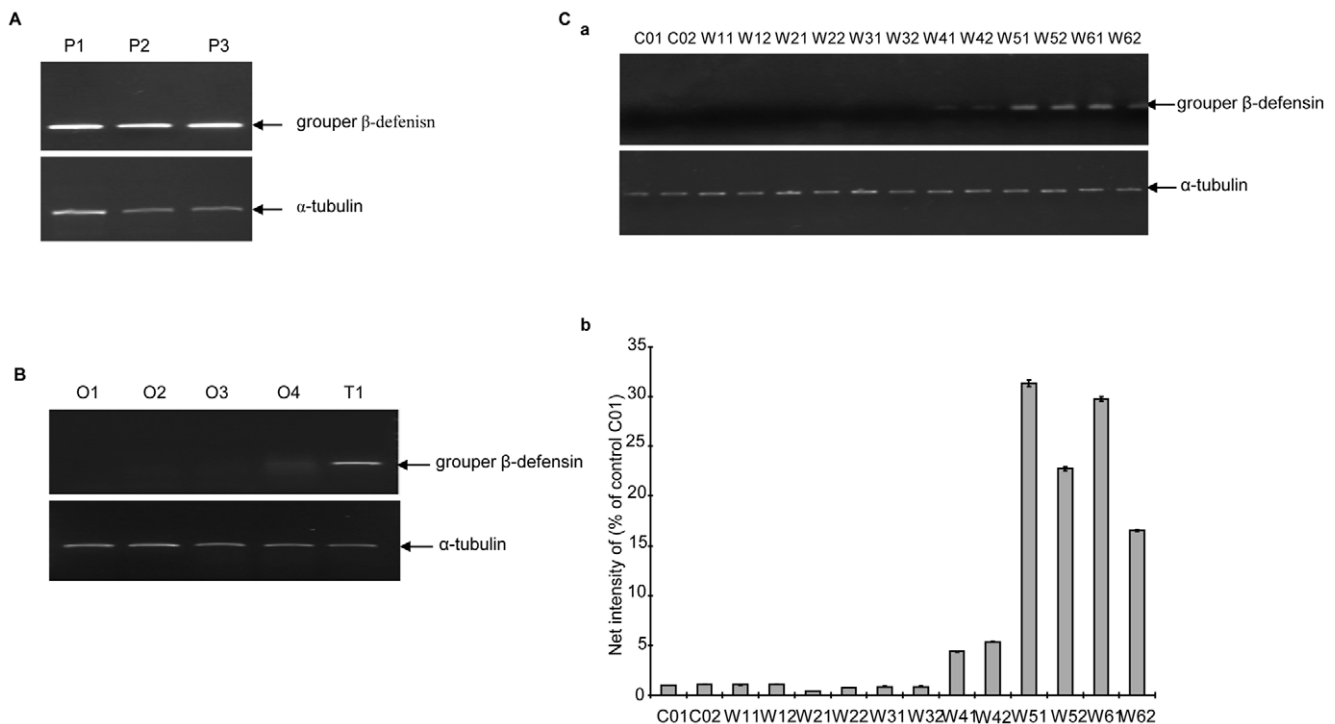 A
P1 P2 P3
grouper β-defenisn
α-tubulin
B
O1 O2 O3 O4 T1
grouper β-defensin
α-tubulin
C
a
C01 C02 W11 W12 W21 W22 W31 W32 W41 W42 W51 W52 W61 W62
grouper β-defensin
α-tubulin
b
Net intensity of (% of control C01)
35
30
25
20
15
10
5
0
C01 C02 W11 W12 W21 W22 W31 W32 W41 W42 W51 W52 W61 W62